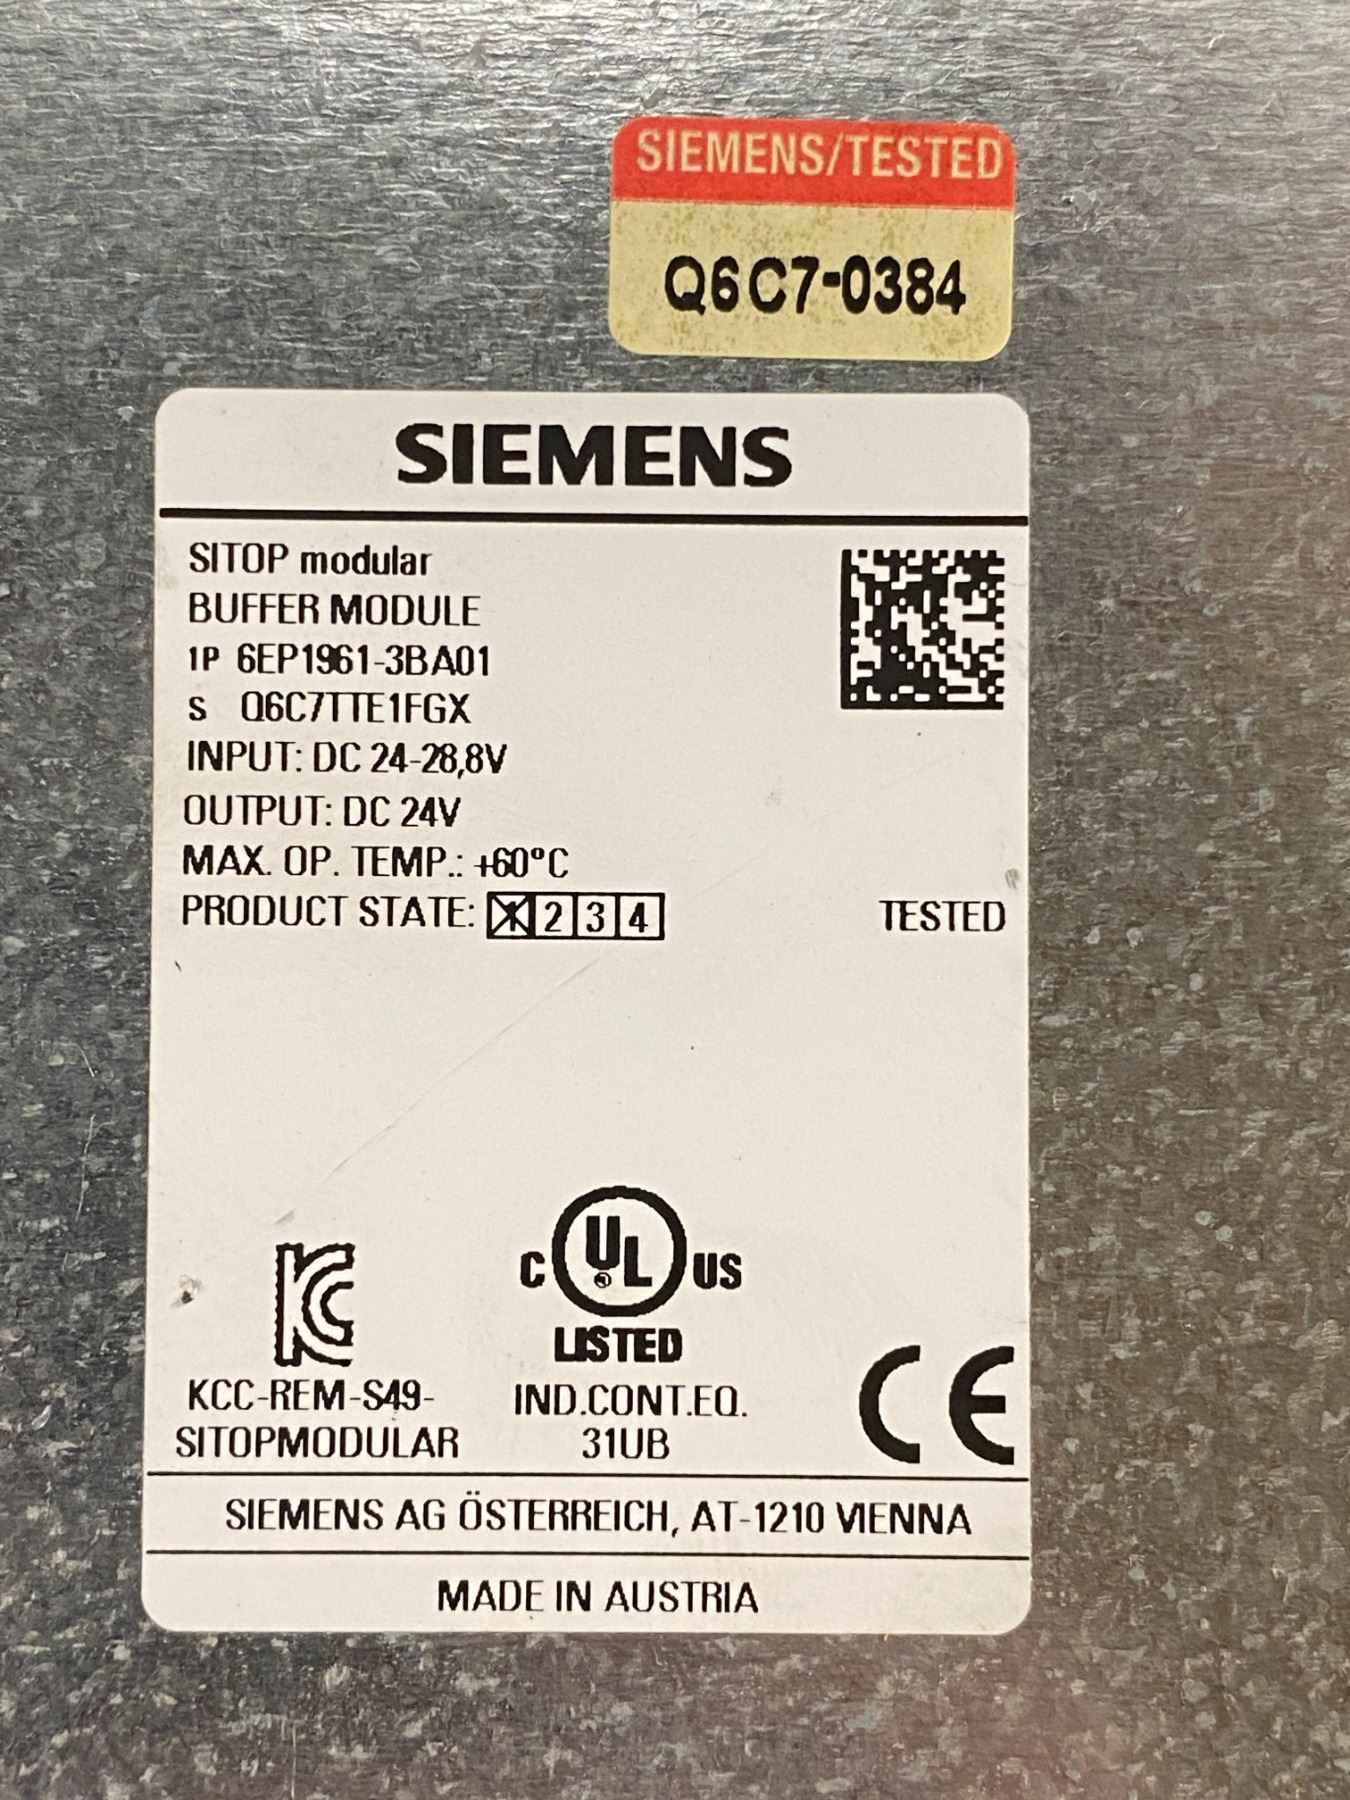 SIEMENS/TESTED
Q6C7-0384
SIEMENS
SITOP modular
BUFFER MODULE
1P 6EP1961-3BA01
S Q6C7TTE1FGX
INPUT: DC 24-28,8V
OUTPUT: DC 24V
MAX. OP. TEMP.: +60°C
PRODUCT STATE: X 2 3 4 TESTED
C UL US
LISTED
KCC-REM-S49-
SITOPMODULAR
IND.CONT.EQ.
31UB
CE
SIEMENS AG ÖSTERREICH, AT-1210 VIENNA
MADE IN AUSTRIA